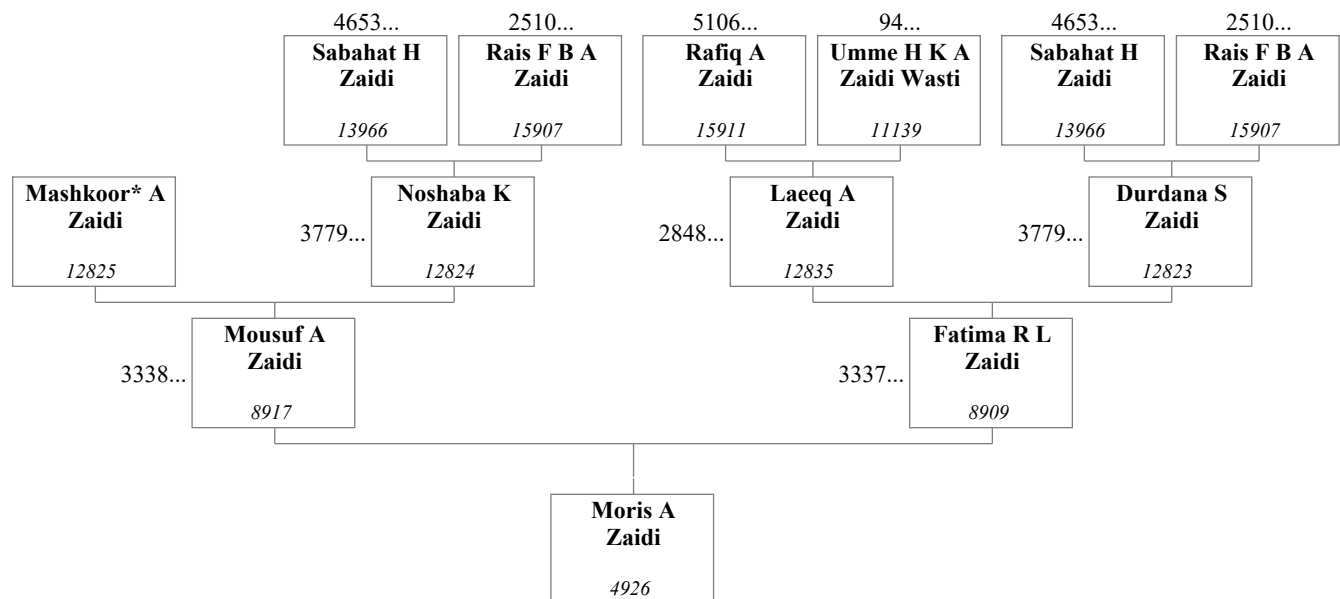 4653... 2510... 5106... 94... 4653... 2510...
Sabahat H Rais F B A Rafiq A Umme H K A Sabahat H Rais F B A
Zaidi Zaidi Zaidi Zaidi Wasti Zaidi Zaidi
13966 15907 15911 11139 13966 15907
Mashkoor* A Noshaba K Laeeq A Durdana S
Zaidi Zaidi Zaidi Zaidi
3779... 2848... 3779...
12825 12824 12835 12823
Mousuf A Fatima R L
Zaidi Zaidi
3338... 3337...
8917 8909
Moris A
Zaidi
4926